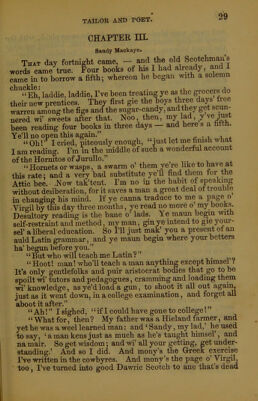 TAILOR AND POET.
29
CHAPTER III.
Sandy Mackaye.
THAT day fortnight came, — and the old Scotchman's
words came true. Four books of his I had already, and I
came in to borrow a fifth; whereon he began with a solemn
chuckle:
"Eh, laddie, laddie, I've been treating ye as the grocers do
their new prentices. They first gie the boys three days' free
warren among the figs and the sugar-candy, and they get scun-
nered wi' sweets after that. Noo, then, my lad, ye've just
been reading four books in three days — and here's a fifth.
Ye'll no open this again."
"Oh!" I cried, piteously enough, "just let me finish what
I am reading. I'm in the middle of such a wonderful account
of the Hornitos of Jurullo."
"Hornets or wasps, a swarm o' them ye're like to have at
this rate; and a very bad substitute ye'll find them for the
Attic bee. Now tak' tent. I'm no in the habit of speaking
without deliberation, for it saves a man a great deal of trouble
in changing his mind. If ye canna traduce to me a page o'
Virgil by this day three months, ye read no more o' my books.
Desultory reading is the bane o' lads. Ye maun begin with
self-restraint and method, my man, gin ye intend to gie your-
sel' a liberal education. So I'll just mak' you a present of an
auld Latin grammar, and ye maun begin where your betters
ha' begun before you."
"But who will teach me Latin?"
"Hoot! man! who'll teach a man anything except himsel'?
It's only gentlefolks and puir aristocrat bodies that go to be
spoilt wi' tutors and pedagogues, cramming and loading them
wi' knowledge, as ye'd load a gun, to shoot it all out again,
just as it went down, in a college examination, and forget all
about it after."
"Ah!" I sighed, "if I could have gone to college!"
"What for, then? My father was a Hieland farmer, and
yet he was a weel learned man: and 'Sandy, my lad,' he used
to say, 'a man kens just as much as he's taught himsel', and
na mair. So get wisdom; and wi' all your getting, get under-
standing.' And so I did. And mony's the Greek exercise
I've written in the cowbyres. And mony's the page o' Virgil,
too, I've turned into good Dawric Scotch to ane that's dead